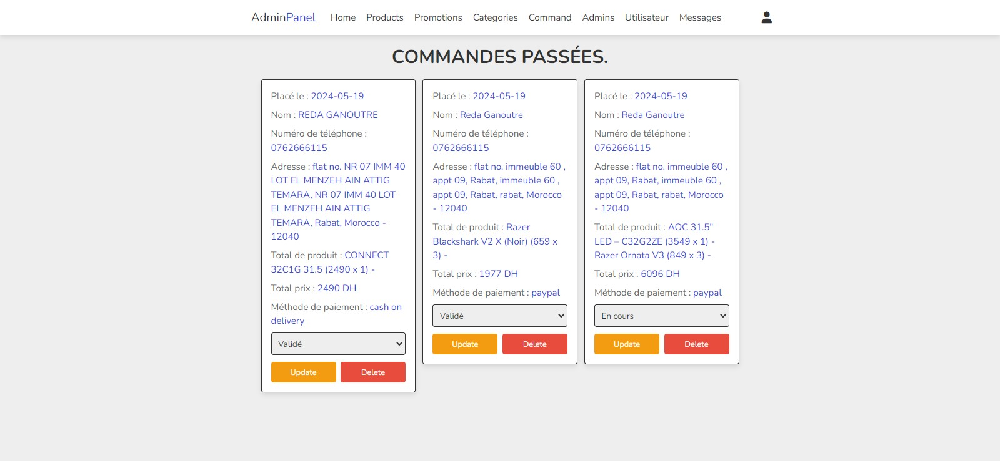 AdminPanel Home Products Promotions Categories Command Admins Utilisateur Messages
COMMANDES PASSÉES.
Placé le : 2024-05-19
Nom : REDA GANOUTRE
Numéro de téléphone :
0762666115
Adresse : flat no. NR 07 IMM 40
LOT EL MENZEH AIN ATTIG
TEMARA, NR 07 IMM 40 LOT
EL MENZEH AIN ATTIG
TEMARA, Rabat, Morocco -
12040
Total de produit : CONNECT
32C1G 31.5 (2490 x 1) -
Total prix : 2490 DH
Méthode de paiement : cash on
delivery
Validé
Update Delete
Placé le : 2024-05-19
Nom : Reda Ganoutre
Numéro de téléphone :
0762666115
Adresse : flat no. immeuble 60 ,
appt 09, Rabat, immeuble 60 ,
appt 09, Rabat, rabat, Morocco
- 12040
Total de produit : Razer
Blackshark V2 X (Noir) (659 x
3) -
Total prix : 1977 DH
Méthode de paiement : paypal
Validé
Update Delete
Placé le : 2024-05-19
Nom : Reda Ganoutre
Numéro de téléphone :
0762666115
Adresse : flat no. immeuble 60 ,
appt 09, Rabat, immeuble 60 ,
appt 09, Rabat, rabat, Morocco
- 12040
Total de produit : AOC 31.5"
LED – C32G2ZE (3549 x 1) -
Razer Ornata V3 (849 x 3) -
Total prix : 6096 DH
Méthode de paiement : paypal
En cours
Update Delete